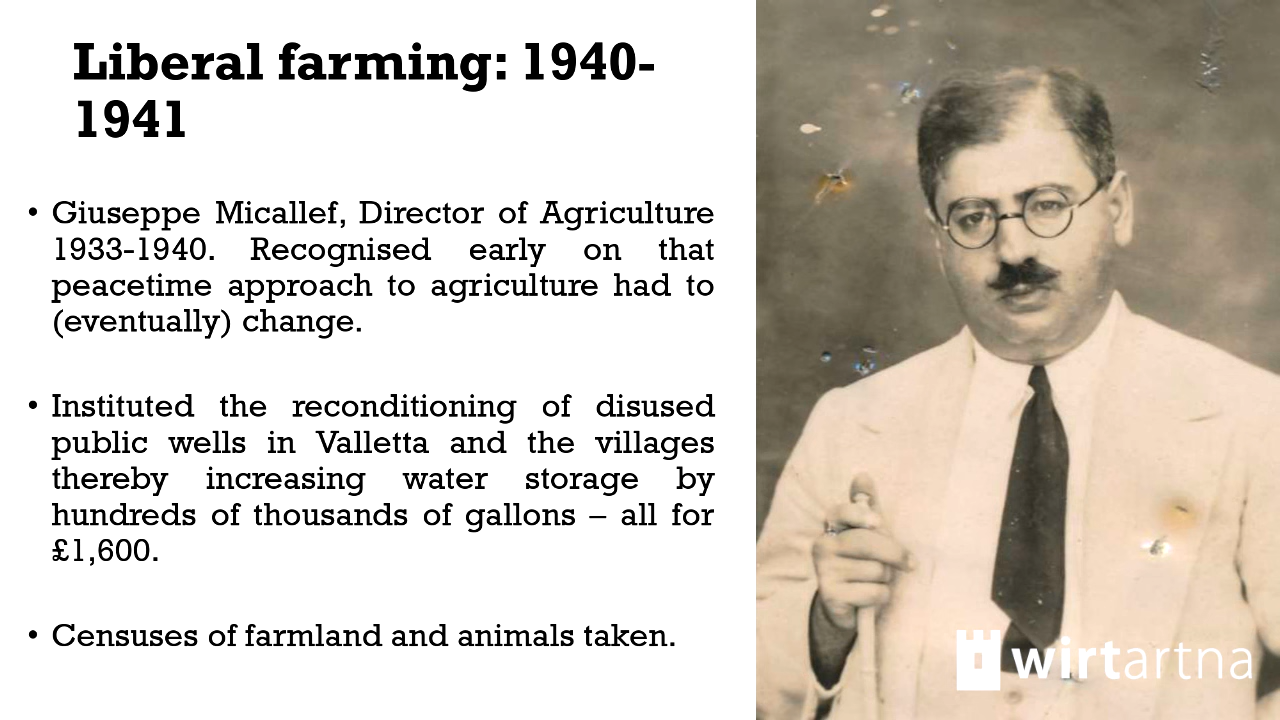 Liberal farming: 1940-
1941
• Giuseppe Micallef, Director of Agriculture
1933-1940. Recognised early on that
peacetime approach to agriculture had to
(eventually) change.
• Instituted the reconditioning of disused
public wells in Valletta and the villages
thereby increasing water storage by
hundreds of thousands of gallons – all for
£1,600.
• Censuses of farmland and animals taken.
wirtartna